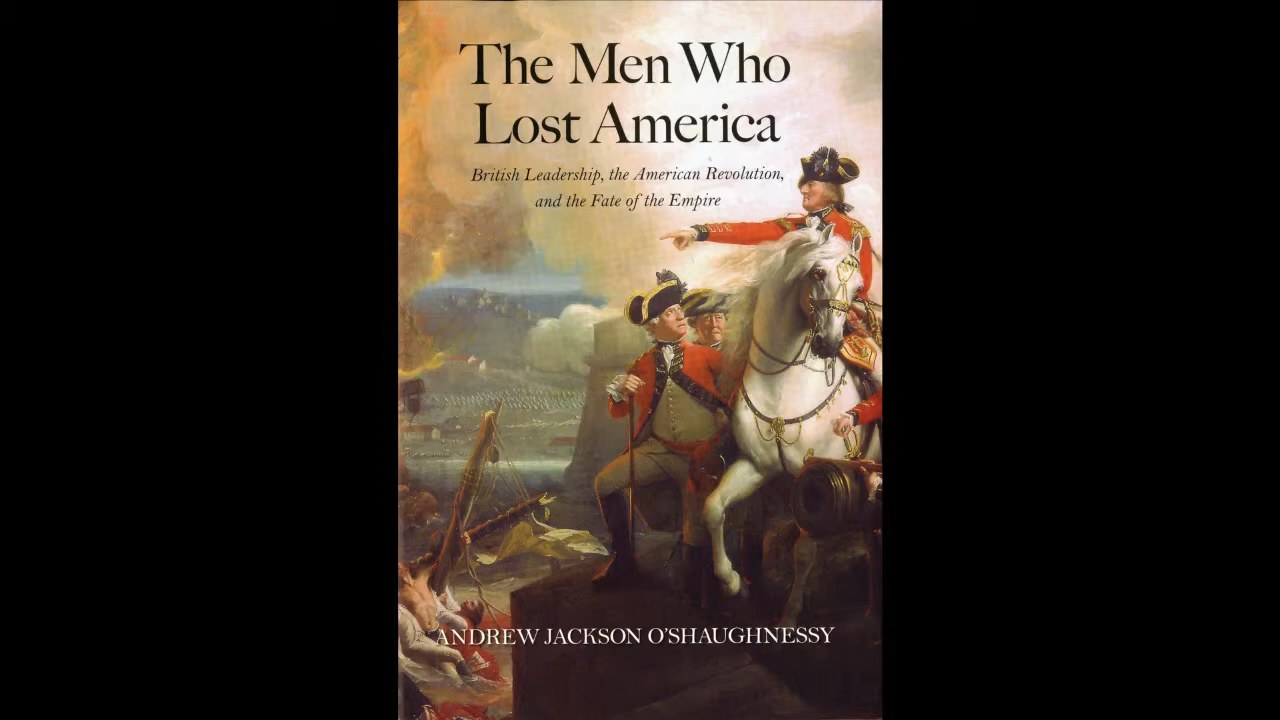 The Men Who
Lost America
British Leadership, the American Revolution,
and the Fate of the Empire
ANDREW JACKSON O'SHAUGHNESSY